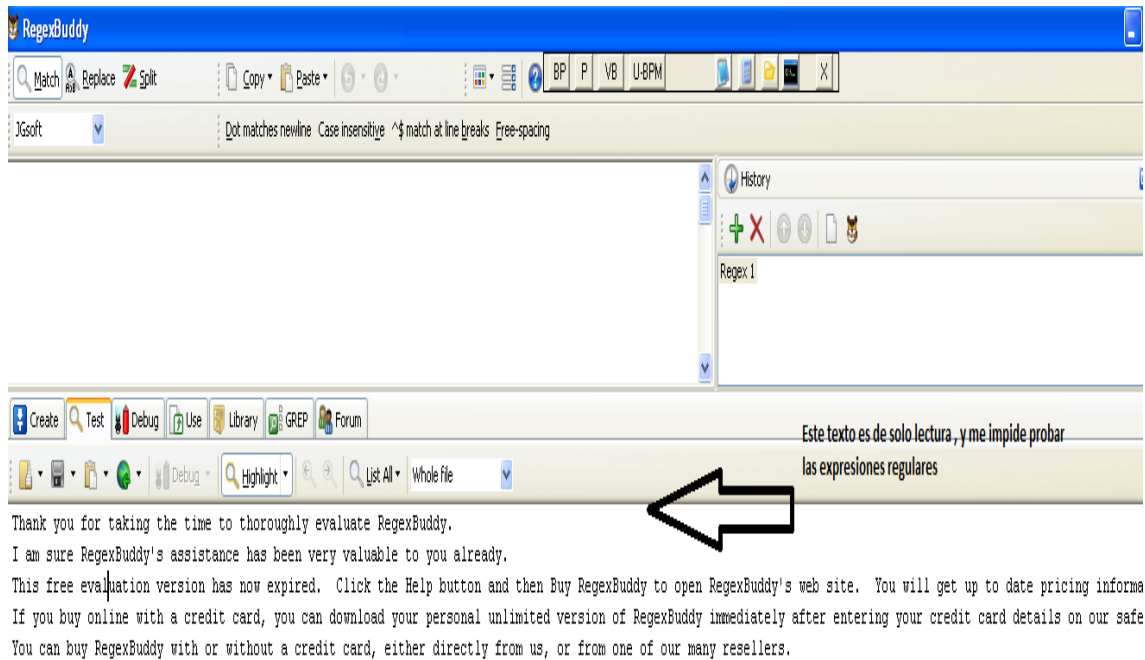 RegexBuddy
Match Replace Split Copy Paste BP P VB U-BPM X
JGsoft Dot matches newline Case insensitive ^$ match at line breaks Free-spacing
History
Regex 1
Create Test Debug Use Library GREP Forum
Este texto es de solo lectura , y me impide probar
las expresiones regulares
Debug Highlight List All Whole file
Thank you for taking the time to thoroughly evaluate RegexBuddy.
I am sure RegexBuddy's assistance has been very valuable to you already.
This free evaluation version has now expired.  Click the Help button and then Buy RegexBuddy to open RegexBuddy's web site.  You will get up to date pricing informa
If you buy online with a credit card, you can download your personal unlimited version of RegexBuddy immediately after entering your credit card details on our safe
You can buy RegexBuddy with or without a credit card, either directly from us, or from one of our many resellers.